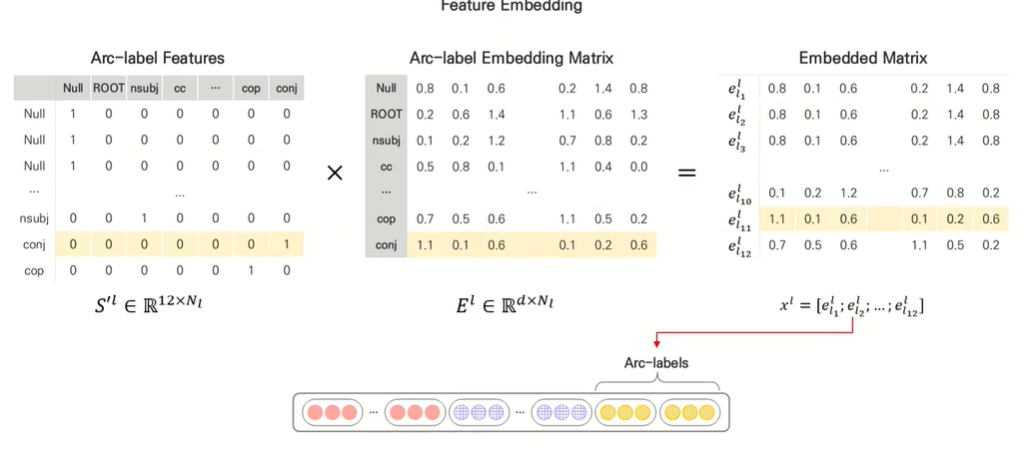 Feature Embedding
Arc-label Features
Null ROOT nsubj cc ... cop conj
Null 1 0 0 0 0 0 0
Null 1 0 0 0 0 0 0
Null 1 0 0 0 0 0 0
... ...
nsubj 0 0 1 0 0 0 0
conj 0 0 0 0 0 0 1
cop 0 0 0 0 0 1 0
S'^l ∈ ℝ^{12×N_l}
×
Arc-label Embedding Matrix
Null 0.8 0.1 0.6 0.2 1.4 0.8
ROOT 0.2 0.6 1.4 1.1 0.6 1.3
nsubj 0.1 0.2 1.2 0.7 0.8 0.2
cc 0.5 0.8 0.1 1.1 0.4 0.0
... ...
cop 0.7 0.5 0.6 1.1 0.5 0.2
conj 1.1 0.1 0.6 0.1 0.2 0.6
E^l ∈ ℝ^{d×N_l}
=
Embedded Matrix
e^l_{l_1} 0.8 0.1 0.6 0.2 1.4 0.8
e^l_{l_2} 0.8 0.1 0.6 0.2 1.4 0.8
e^l_{l_3} 0.8 0.1 0.6 0.2 1.4 0.8
...
e^l_{l_10} 0.1 0.2 1.2 0.7 0.8 0.2
e^l_{l_11} 1.1 0.1 0.6 0.1 0.2 0.6
e^l_{l_12} 0.7 0.5 0.6 1.1 0.5 0.2
x^l = [e^l_{l_1}; e^l_{l_2}; ...; e^l_{l_12}]
Arc-labels
... ...